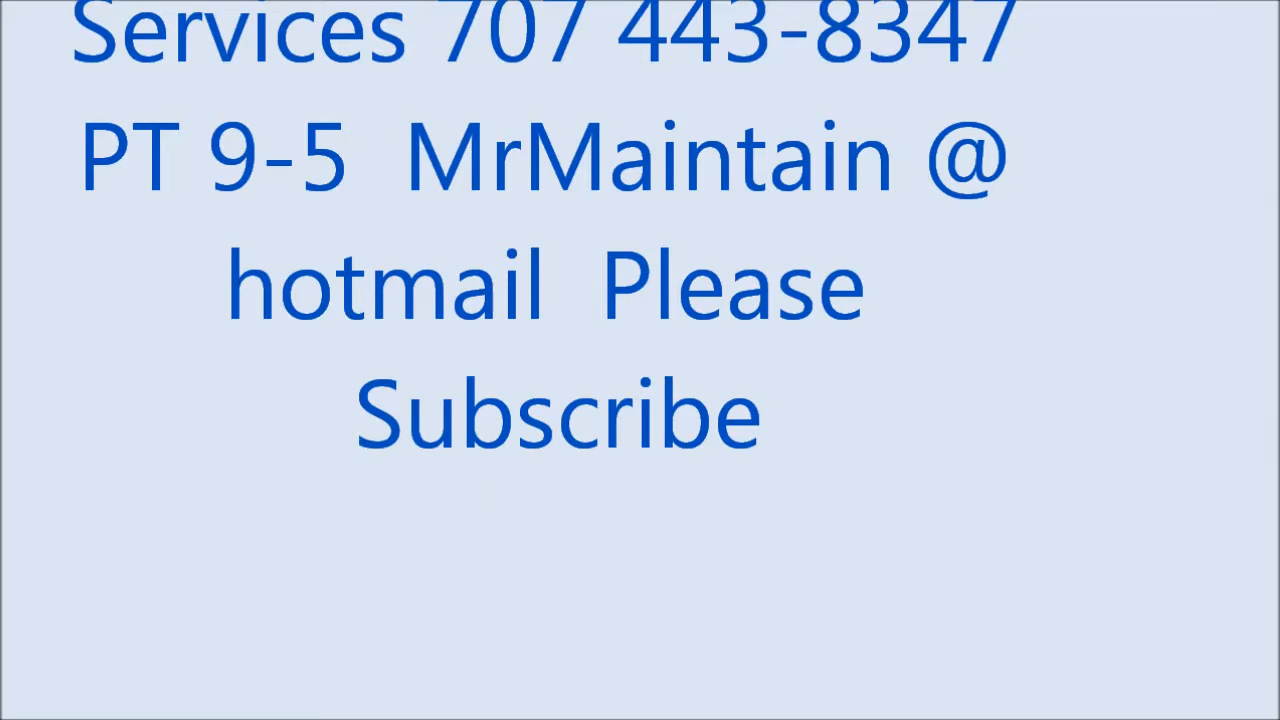 Services 707 443-8347
PT 9-5  MrMaintain @
hotmail  Please
Subscribe